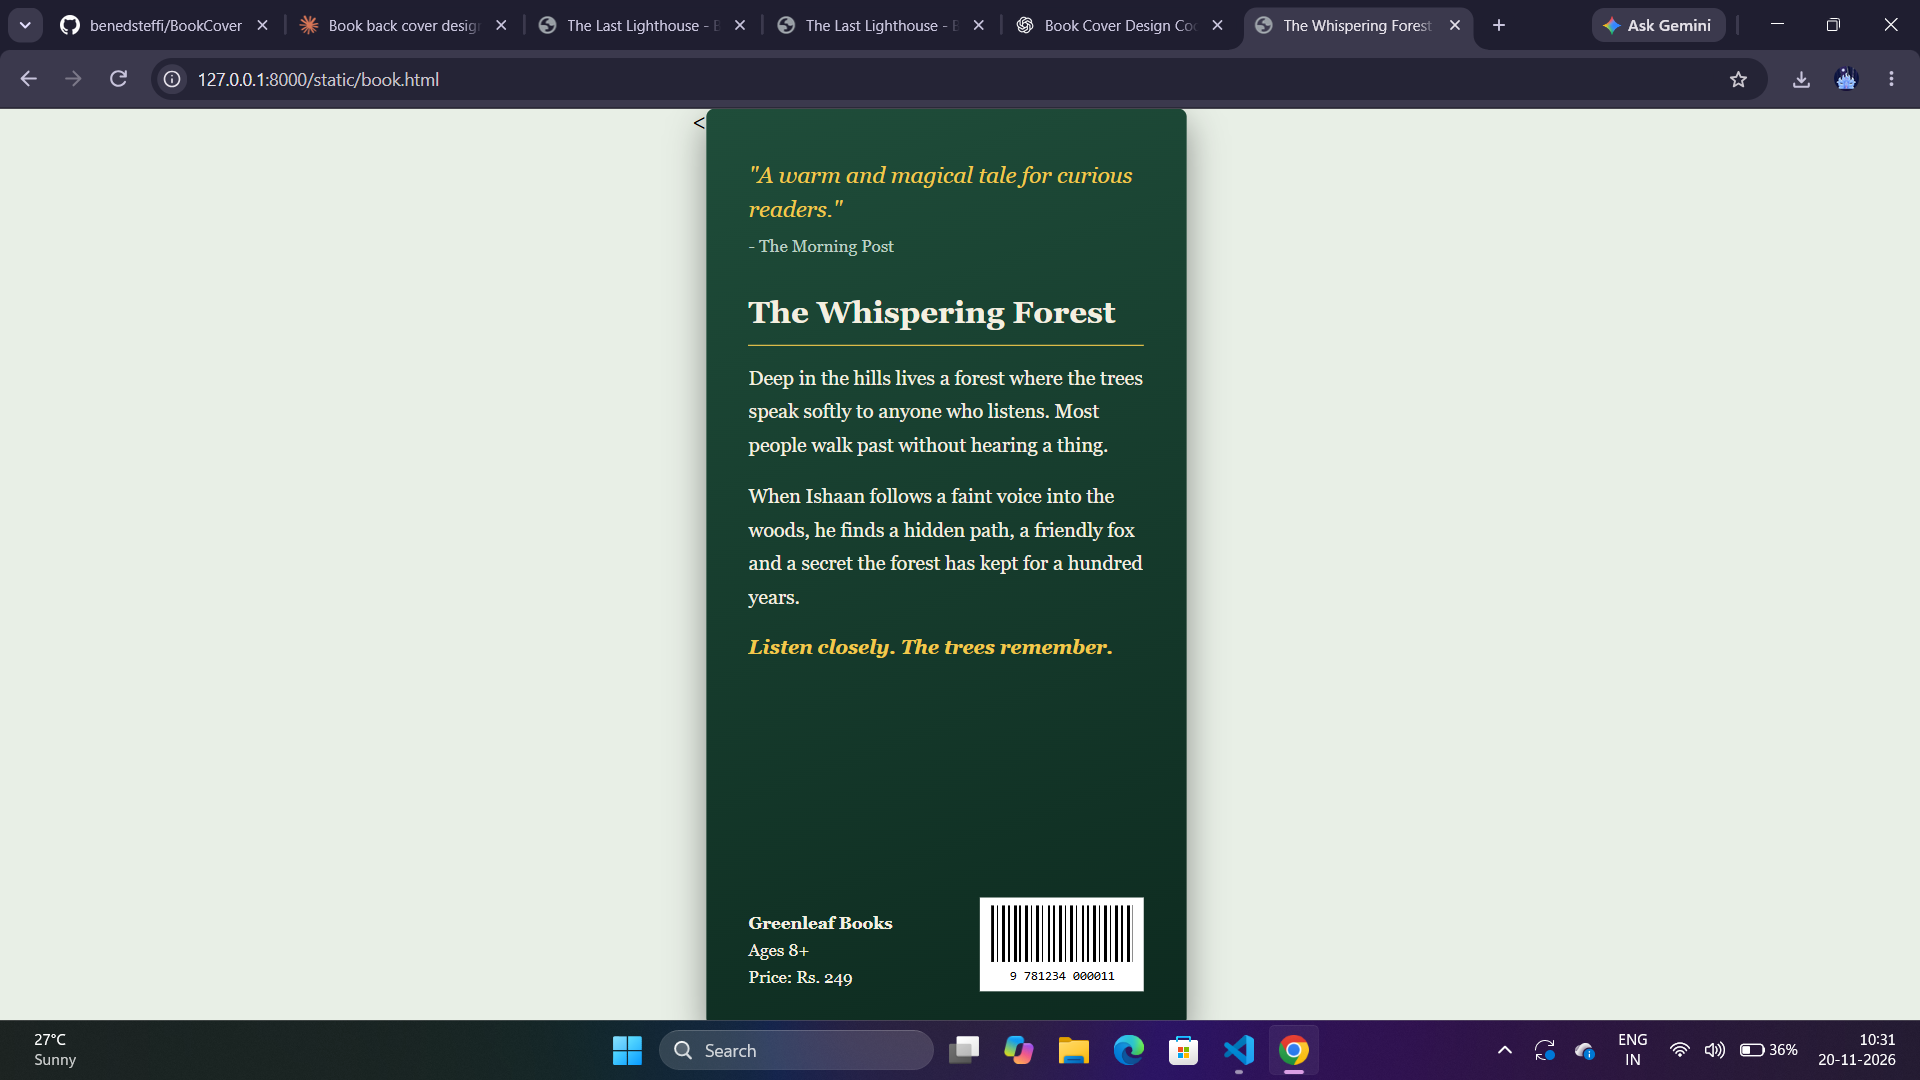 benedsteffi/BookCover
Book back cover desig
The Last Lighthouse - B
The Last Lighthouse - B
Book Cover Design Co
The Whispering Forest
Ask Gemini
127.0.0.1:8000/static/book.html
<
"A warm and magical tale for curious
readers."
- The Morning Post
The Whispering Forest
Deep in the hills lives a forest where the trees
speak softly to anyone who listens. Most
people walk past without hearing a thing.
When Ishaan follows a faint voice into the
woods, he finds a hidden path, a friendly fox
and a secret the forest has kept for a hundred
years.
Listen closely. The trees remember.
Greenleaf Books
Ages 8+
Price: Rs. 249
9 781234 000011
27°C
Sunny
Search
ENG
IN
36%
10:31
20-11-2026